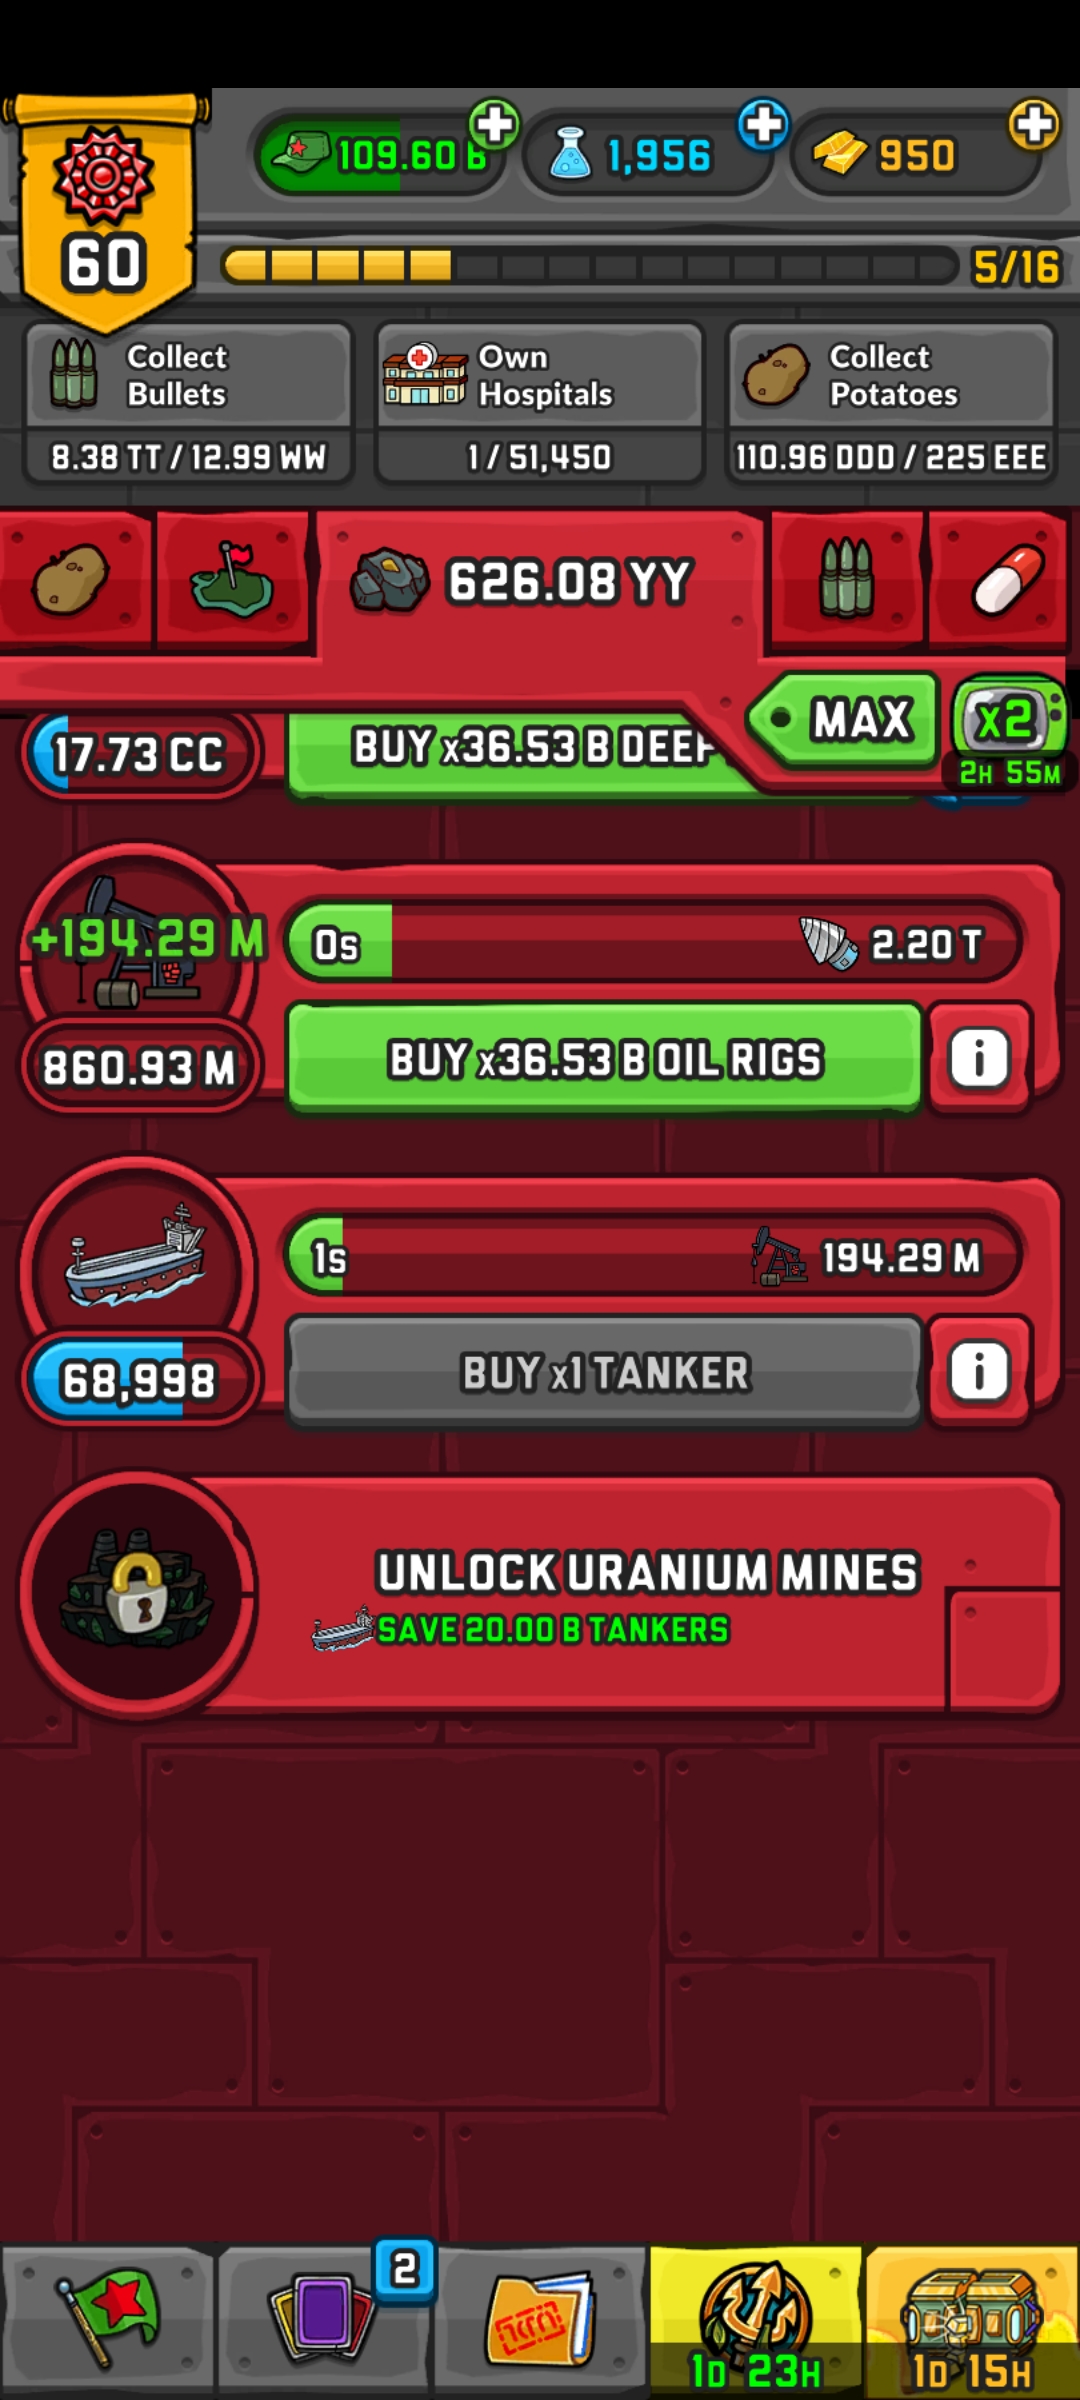 109.60 B
1,956
950
60
5/16
Collect
Bullets
Own
Hospitals
Collect
Potatoes
8.38 TT / 12.99 WW
1 / 51,450
110.96 DDD / 225 EEE
626.08 YY
MAX
x2
2H 55M
17.73 CC
BUY x36.53 B DEEP
+194.29 M
0s
2.20 T
860.93 M
BUY x36.53 B OIL RIGS
i
1s
194.29 M
68,998
BUY x1 TANKER
i
UNLOCK URANIUM MINES
SAVE 20.00 B TANKERS
2
1D 23H
1D 15H